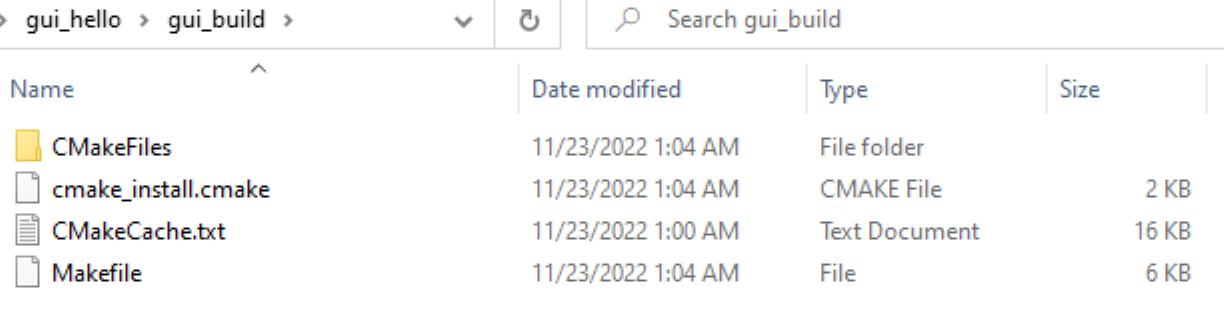 gui_hello > gui_build > Search gui_build
Name Date modified Type Size
CMakeFiles 11/23/2022 1:04 AM File folder
cmake_install.cmake 11/23/2022 1:04 AM CMAKE File 2 KB
CMakeCache.txt 11/23/2022 1:00 AM Text Document 16 KB
Makefile 11/23/2022 1:04 AM File 6 KB